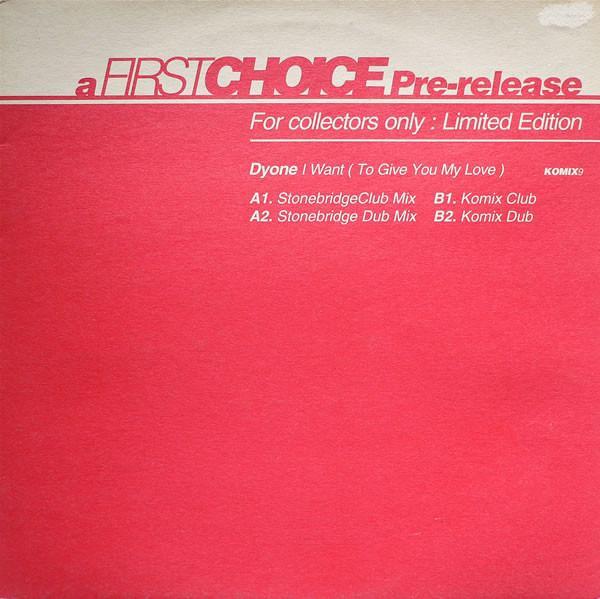 a FIRSTCHOICE Pre-release
For collectors only : Limited Edition
Dyone I Want ( To Give You My Love ) KOMIX9
A1. StonebridgeClub Mix B1. Komix Club
A2. Stonebridge Dub Mix B2. Komix Dub